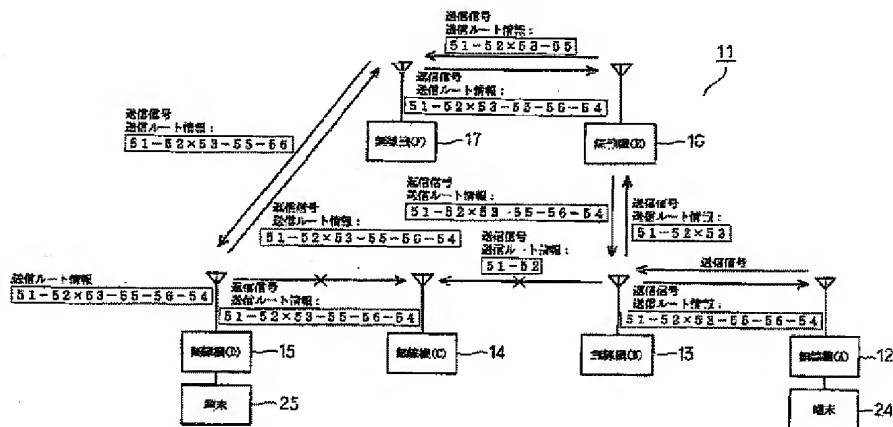 送信信号
送信ルート情報:
51-52×53-55
11
返信信号
送信ルート情報:
51-52×53-55-56-54
送信信号
送信ルート情報:
51-52×53-55-56
無線機(F)
17
無線機(E)
16
返信信号
送信ルート情報:
51-52×53-55-56-54
返信信号
送信ルート情報:
51-52×53-55-56-54
送信信号
送信ルート情報:
51-52×53
送信信号
送信ルート情報:
51-52
送信信号
送信ルート情報
51-52×53-55-56-54
返信信号
送信ルート情報:
51-52×53-55-56-54
返信信号
送信ルート情報:
51-52×53-55-56-54
無線機(D)
15
無線機(C)
14
無線機(B)
13
無線機(A)
12
端末
25
端末
24